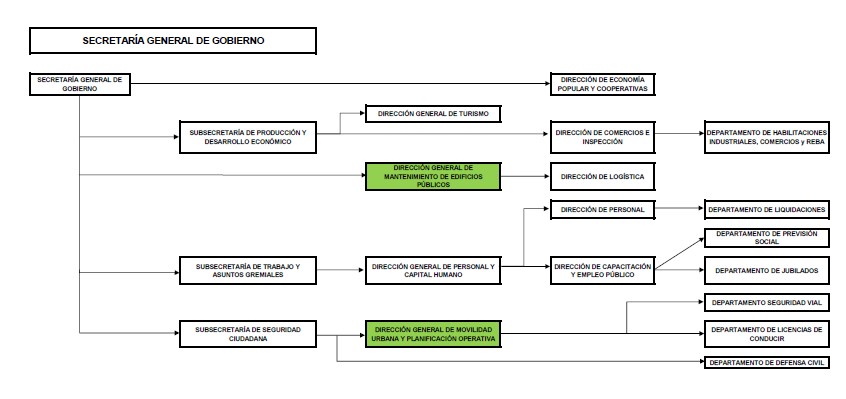 SECRETARÍA GENERAL DE GOBIERNO
SECRETARÍA GENERAL DE
GOBIERNO
DIRECCIÓN DE ECONOMÍA
POPULAR Y COOPERATIVAS
DIRECCIÓN GENERAL DE TURISMO
SUBSECRETARÍA DE PRODUCCIÓN Y
DESARROLLO ECONÓMICO
DIRECCIÓN DE COMERCIOS E
INSPECCIÓN
DEPARTAMENTO DE HABILITACIONES
INDUSTRIALES, COMERCIOS y REBA
DIRECCIÓN GENERAL DE
MANTENIMIENTO DE EDIFICIOS
PÚBLICOS
DIRECCIÓN DE LOGÍSTICA
DIRECCIÓN DE PERSONAL
DEPARTAMENTO DE LIQUIDACIONES
DEPARTAMENTO DE PREVISIÓN
SOCIAL
SUBSECRETARÍA DE TRABAJO Y
ASUNTOS GREMIALES
DIRECCIÓN GENERAL DE PERSONAL Y
CAPITAL HUMANO
DIRECCIÓN DE CAPACITACIÓN
Y EMPLEO PÚBLICO
DEPARTAMENTO DE JUBILADOS
DEPARTAMENTO SEGURIDAD VIAL
SUBSECRETARÍA DE SEGURIDAD
CIUDADANA
DIRECCIÓN GENERAL DE MOVILIDAD
URBANA Y PLANIFICACIÓN OPERATIVA
DEPARTAMENTO DE LICENCIAS DE
CONDUCIR
DEPARTAMENTO DE DEFENSA CIVIL